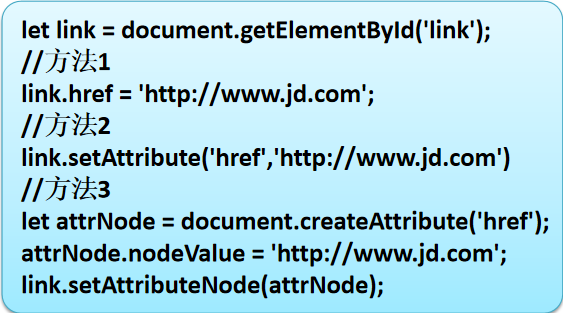 let link = document.getElementById('link');
//方法1
link.href = 'http://www.jd.com';
//方法2
link.setAttribute('href','http://www.jd.com')
//方法3
let attrNode = document.createAttribute('href');
attrNode.nodeValue = 'http://www.jd.com';
link.setAttributeNode(attrNode);